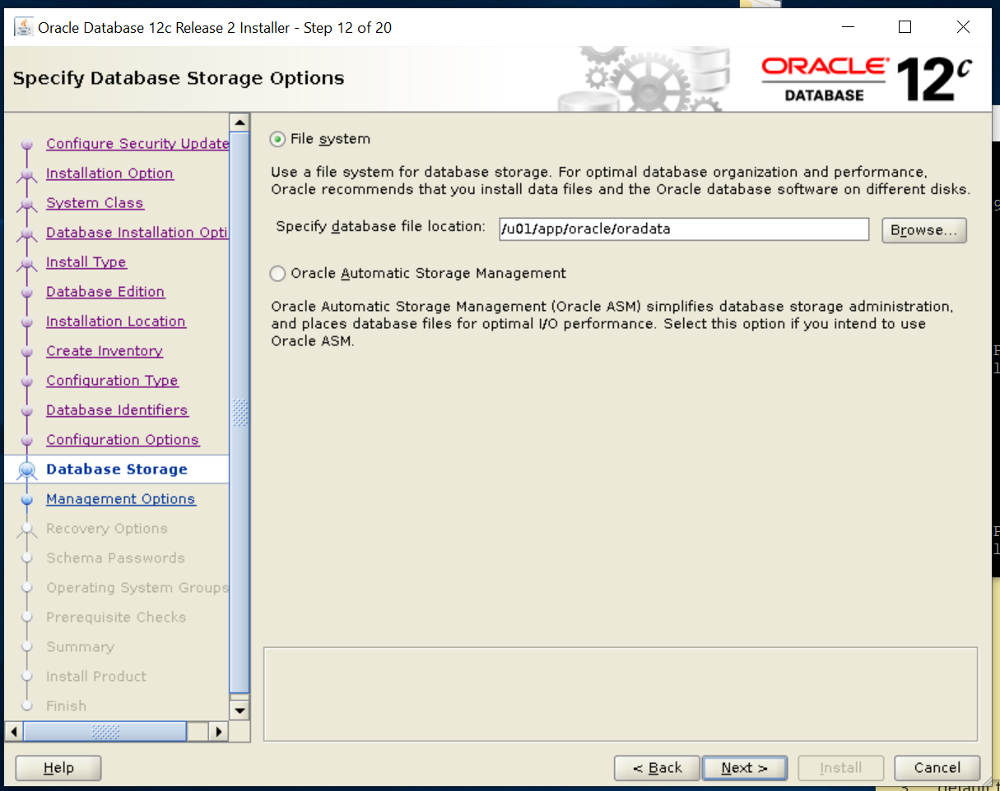 Oracle Database 12c Release 2 Installer - Step 12 of 20
Specify Database Storage Options
ORACLE
DATABASE
12c
Configure Security Update
Installation Option
System Class
Database Installation Opti
Install Type
Database Edition
Installation Location
Create Inventory
Configuration Type
Database Identifiers
Configuration Options
Database Storage
Management Options
Recovery Options
Schema Passwords
Operating System Groups
Prerequisite Checks
Summary
Install Product
Finish
File system
Use a file system for database storage. For optimal database organization and performance,
Oracle recommends that you install data files and the Oracle database software on different disks.
Specify database file location: /u01/app/oracle/oradata Browse...
Oracle Automatic Storage Management
Oracle Automatic Storage Management (Oracle ASM) simplifies database storage administration,
and places database files for optimal I/O performance. Select this option if you intend to use
Oracle ASM.
Help < Back Next > Install Cancel